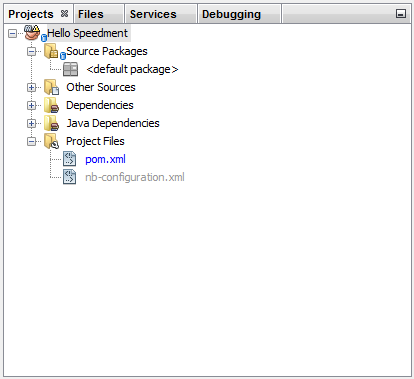 Projects Files Services Debugging
Hello Speedment
Source Packages
<default package>
Other Sources
Dependencies
Java Dependencies
Project Files
pom.xml
nb-configuration.xml